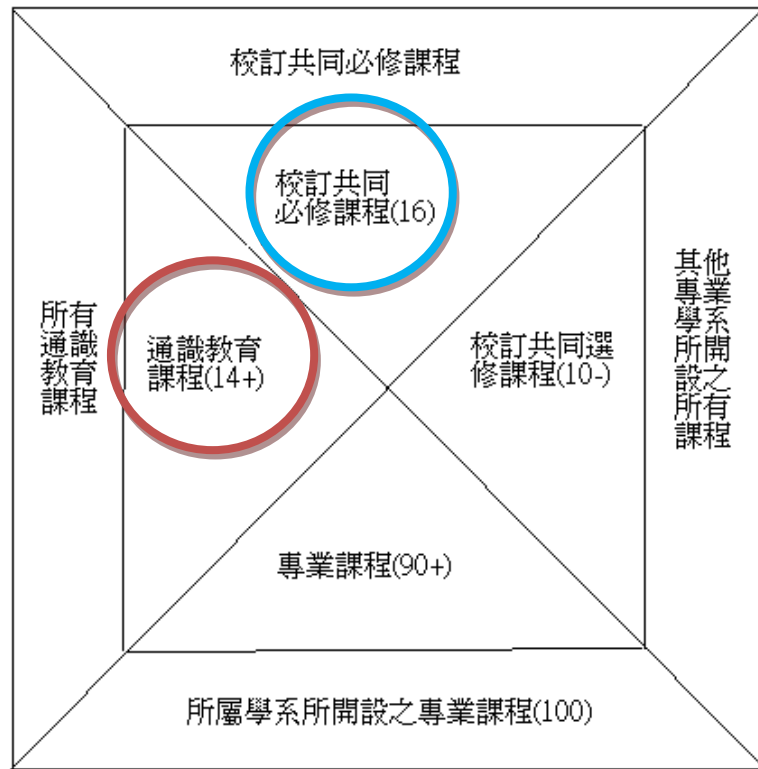 校訂共同必修課程
校訂共同
必修課程(16)
所有
通識
教育
課程
通識教育
課程(14+)
校訂共同選
修課程(10-)
其他
專業
學系
所開
設之
所有
課程
專業課程(90+)
所屬學系所開設之專業課程(100)